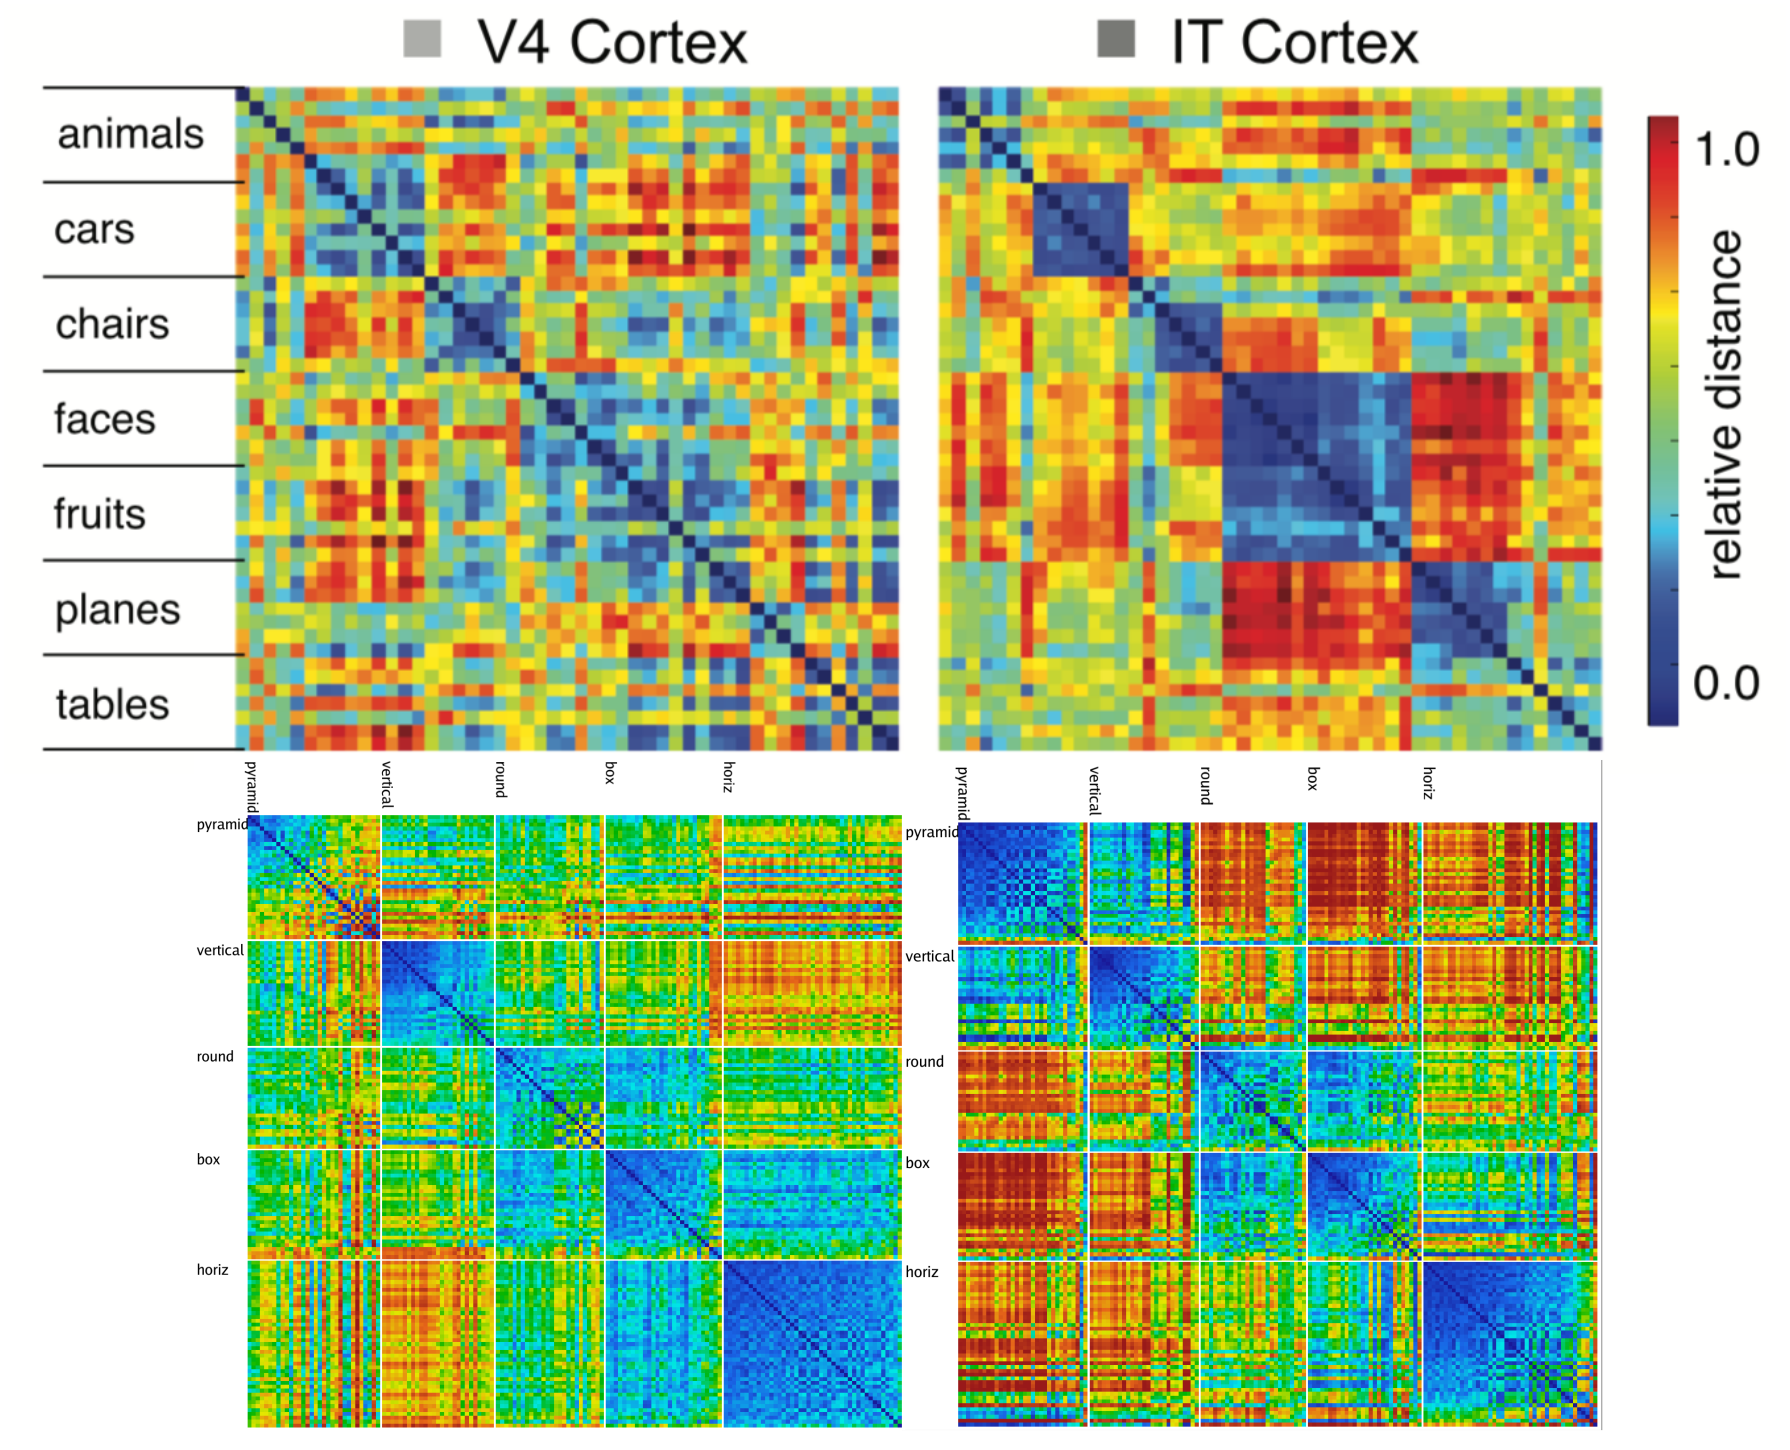 V4 Cortex
IT Cortex
animals
cars
chairs
faces
fruits
planes
tables
1.0
relative distance
0.0
pyramid
vertical
round
box
horiz
pyramid
vertical
round
box
horiz
pyramid
vertical
round
box
horiz
pyramid
vertical
round
box
horiz